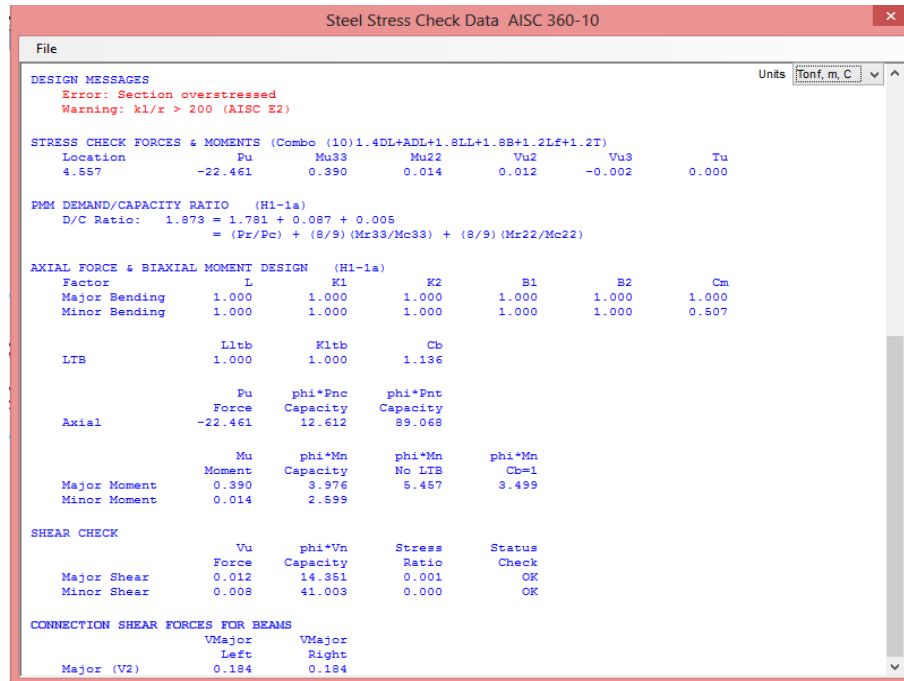 Steel Stress Check Data AISC 360-10
File
Units Tonf, m, C
DESIGN MESSAGES
Error: Section overstressed
Warning: kl/r > 200 (AISC E2)
STRESS CHECK FORCES & MOMENTS (Combo (10)1.4DL+ADL+1.8LL+1.8B+1.2Lf+1.2T)
Location Pu Mu33 Mu22 Vu2 Vu3 Tu
4.557 -22.461 0.390 0.014 0.012 -0.002 0.000
PMM DEMAND/CAPACITY RATIO (H1-1a)
D/C Ratio: 1.873 = 1.781 + 0.087 + 0.005
= (Pr/Pc) + (8/9)(Mr33/Mc33) + (8/9)(Mr22/Mc22)
AXIAL FORCE & BIAXIAL MOMENT DESIGN (H1-1a)
Factor L K1 K2 B1 B2 Cm
Major Bending 1.000 1.000 1.000 1.000 1.000 1.000
Minor Bending 1.000 1.000 1.000 1.000 1.000 0.507
Lltb Kltb Cb
LTB 1.000 1.000 1.136
Pu phi*Pnc phi*Pnt
Force Capacity Capacity
Axial -22.461 12.612 89.068
Mu phi*Mn phi*Mn phi*Mn
Moment Capacity No LTB Cb=1
Major Moment 0.390 3.976 5.457 3.499
Minor Moment 0.014 2.599
SHEAR CHECK
Vu phi*Vn Stress Status
Force Capacity Ratio Check
Major Shear 0.012 14.351 0.001 OK
Minor Shear 0.008 41.003 0.000 OK
CONNECTION SHEAR FORCES FOR BEAMS
VMajor VMajor
Left Right
Major (V2) 0.184 0.184